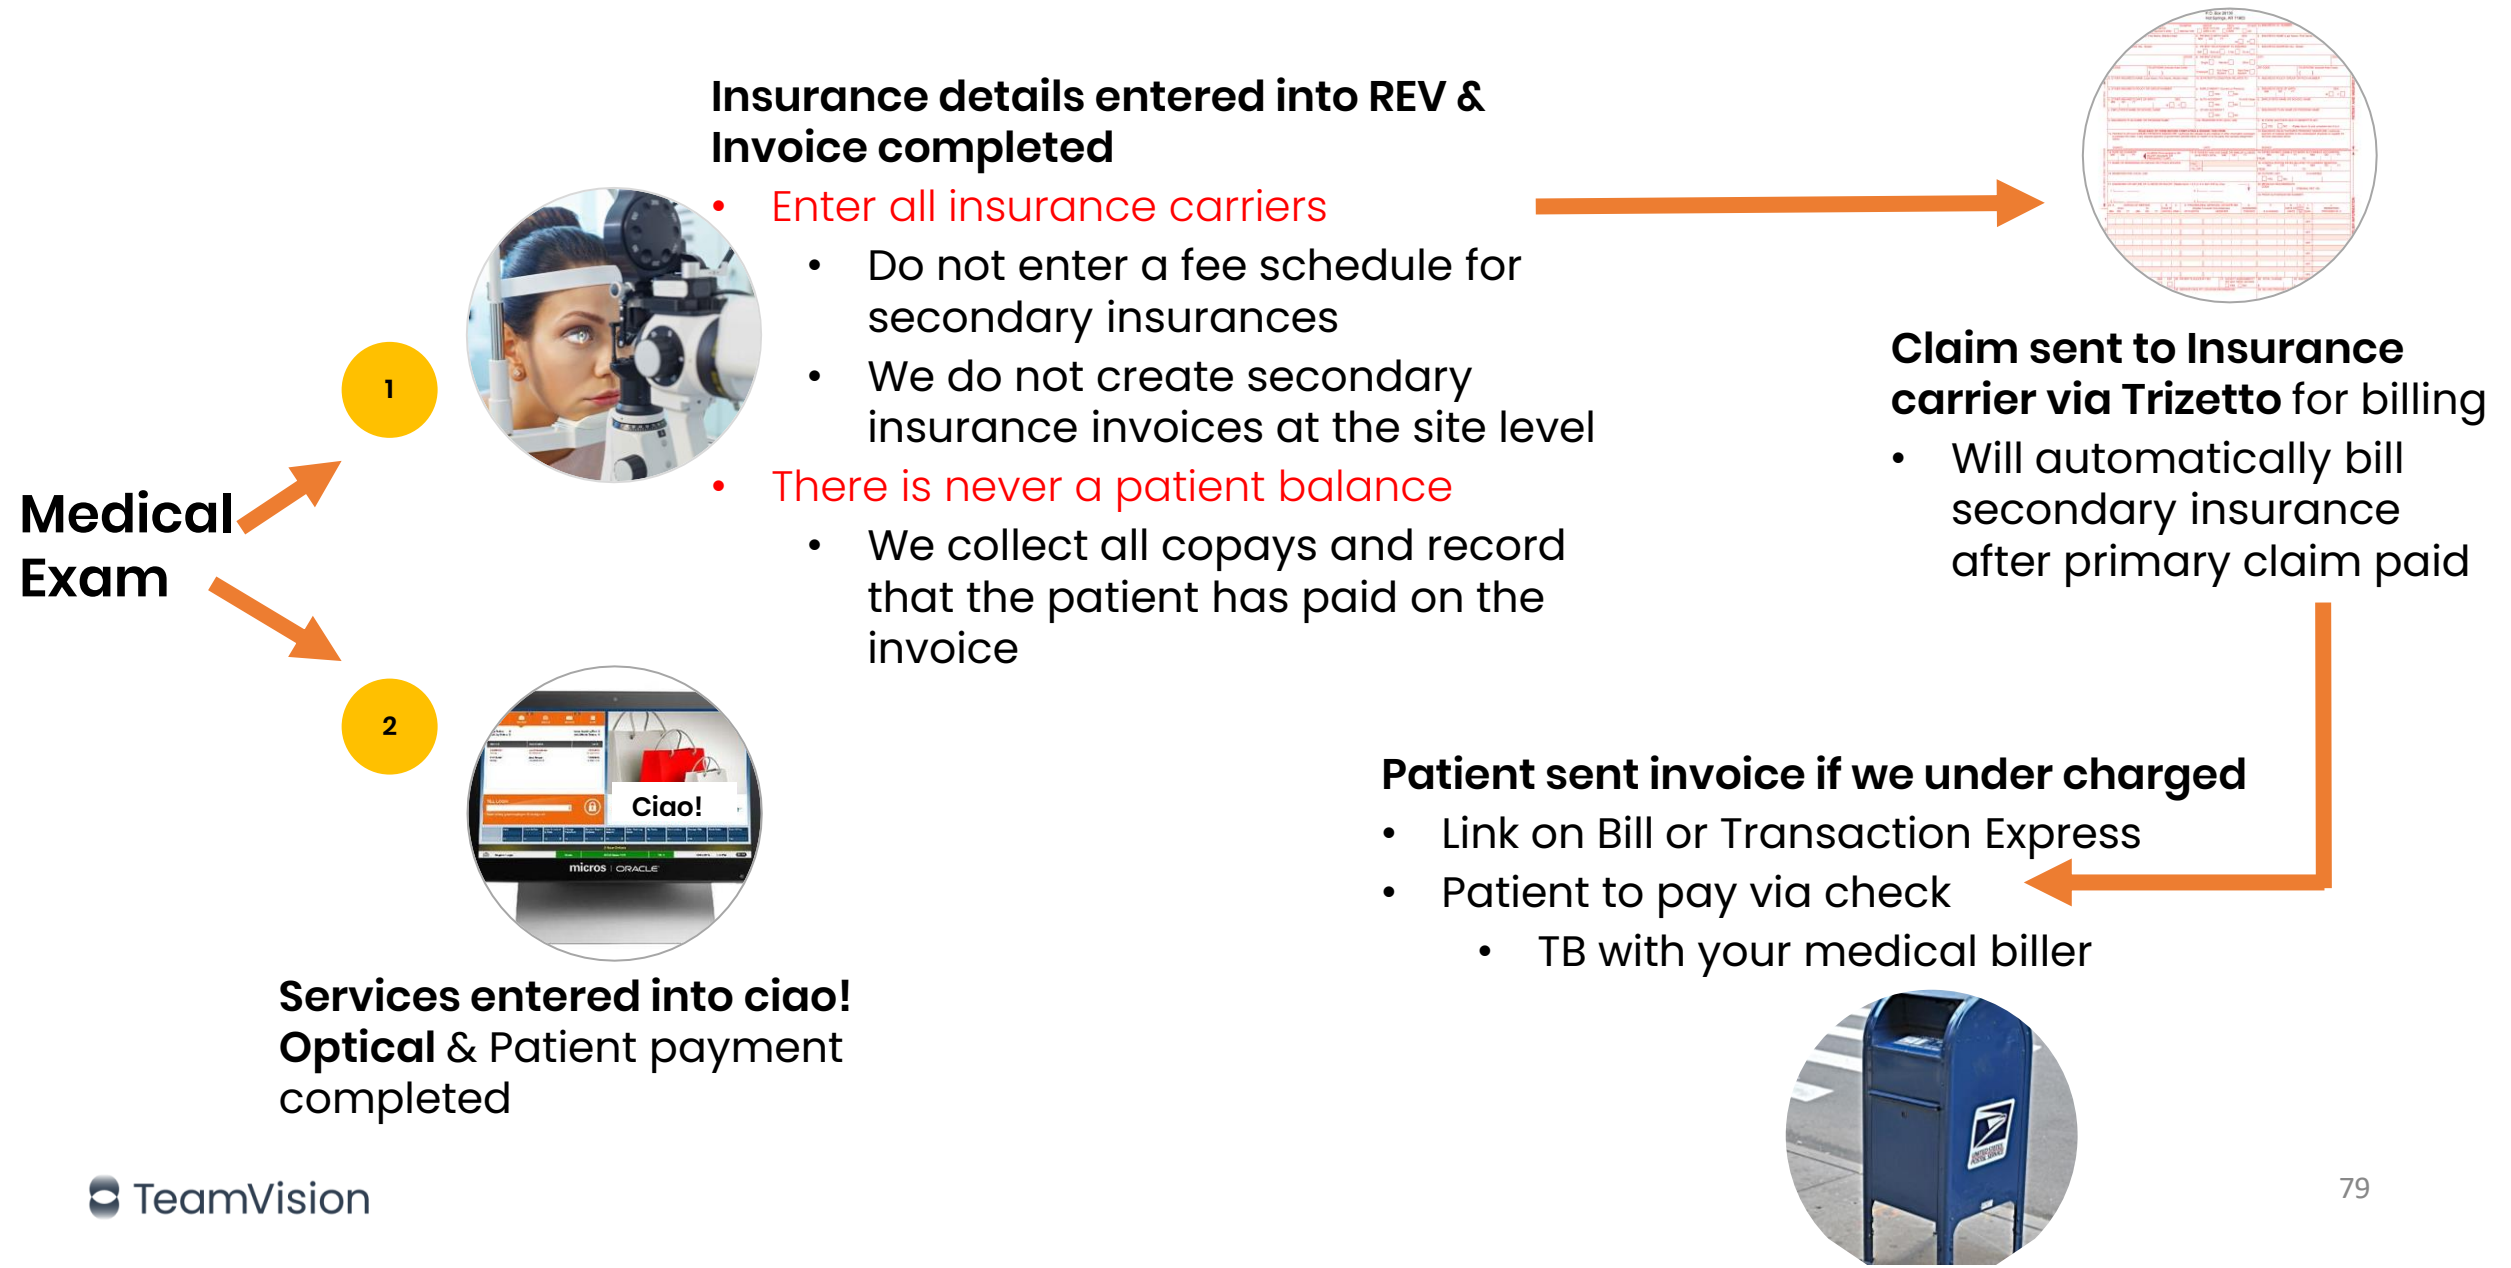 Medical
Exam
1
Insurance details entered into REV &
Invoice completed
• Enter all insurance carriers
• Do not enter a fee schedule for
secondary insurances
• We do not create secondary
insurance invoices at the site level
• There is never a patient balance
• We collect all copays and record
that the patient has paid on the
invoice
Claim sent to Insurance
carrier via Trizetto for billing
• Will automatically bill
secondary insurance
after primary claim paid
Patient sent invoice if we under charged
• Link on Bill or Transaction Express
• Patient to pay via check
• TB with your medical biller
UNITED STATES
POSTAL SERVICE
2
Ciao!
micros | ORACLE
Services entered into ciao!
Optical & Patient payment
completed
TeamVision
79